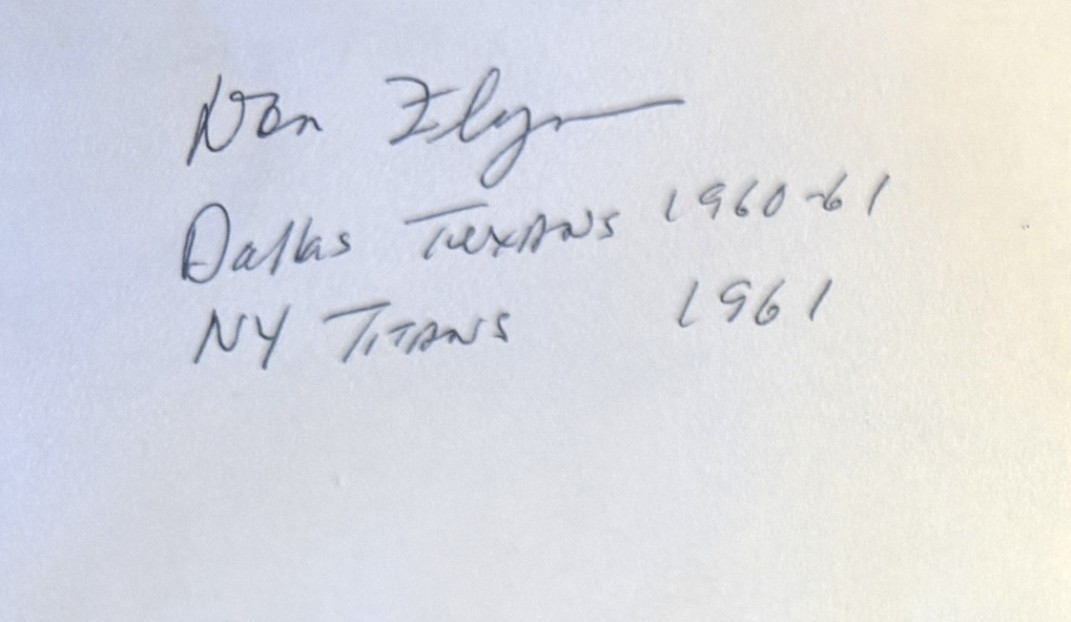 Don Flynn
Dallas Texans 1960-61
NY Titans 1961